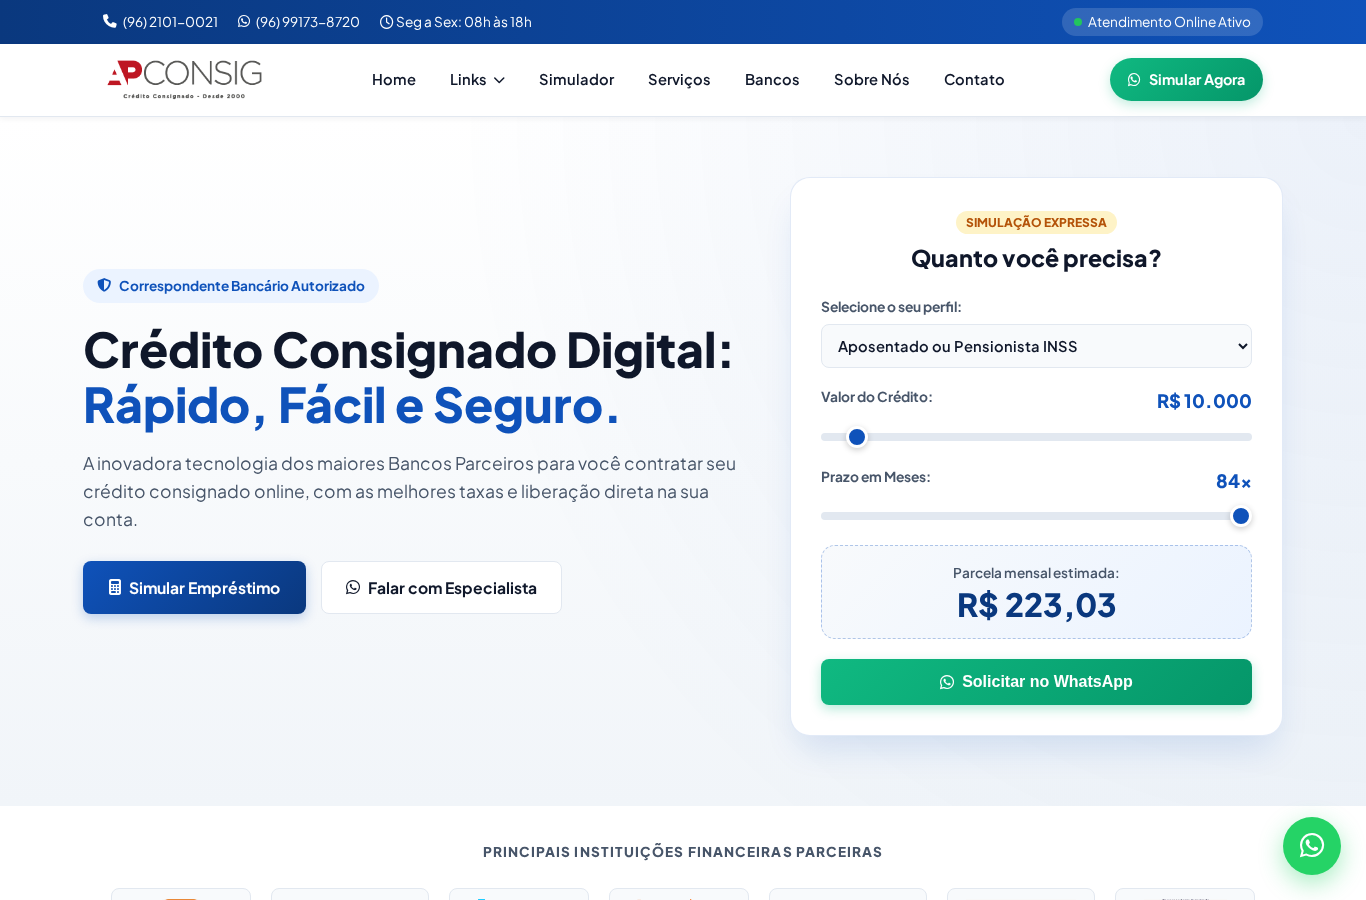 (96) 2101-0021
(96) 99173-8720
Seg a Sex: 08h às 18h
Atendimento Online Ativo
APCONSIG
Crédito Consignado - Desde 2000
Home
Links
Simulador
Serviços
Bancos
Sobre Nós
Contato
Simular Agora
Correspondente Bancário Autorizado
Crédito Consignado Digital:
Rápido, Fácil e Seguro.
A inovadora tecnologia dos maiores Bancos Parceiros para você contratar seu
crédito consignado online, com as melhores taxas e liberação direta na sua
conta.
Simular Empréstimo
Falar com Especialista
SIMULAÇÃO EXPRESSA
Quanto você precisa?
Selecione o seu perfil:
Aposentado ou Pensionista INSS
Valor do Crédito:
R$ 10.000
Prazo em Meses:
84x
Parcela mensal estimada:
R$ 223,03
Solicitar no WhatsApp
PRINCIPAIS INSTITUIÇÕES FINANCEIRAS PARCEIRAS